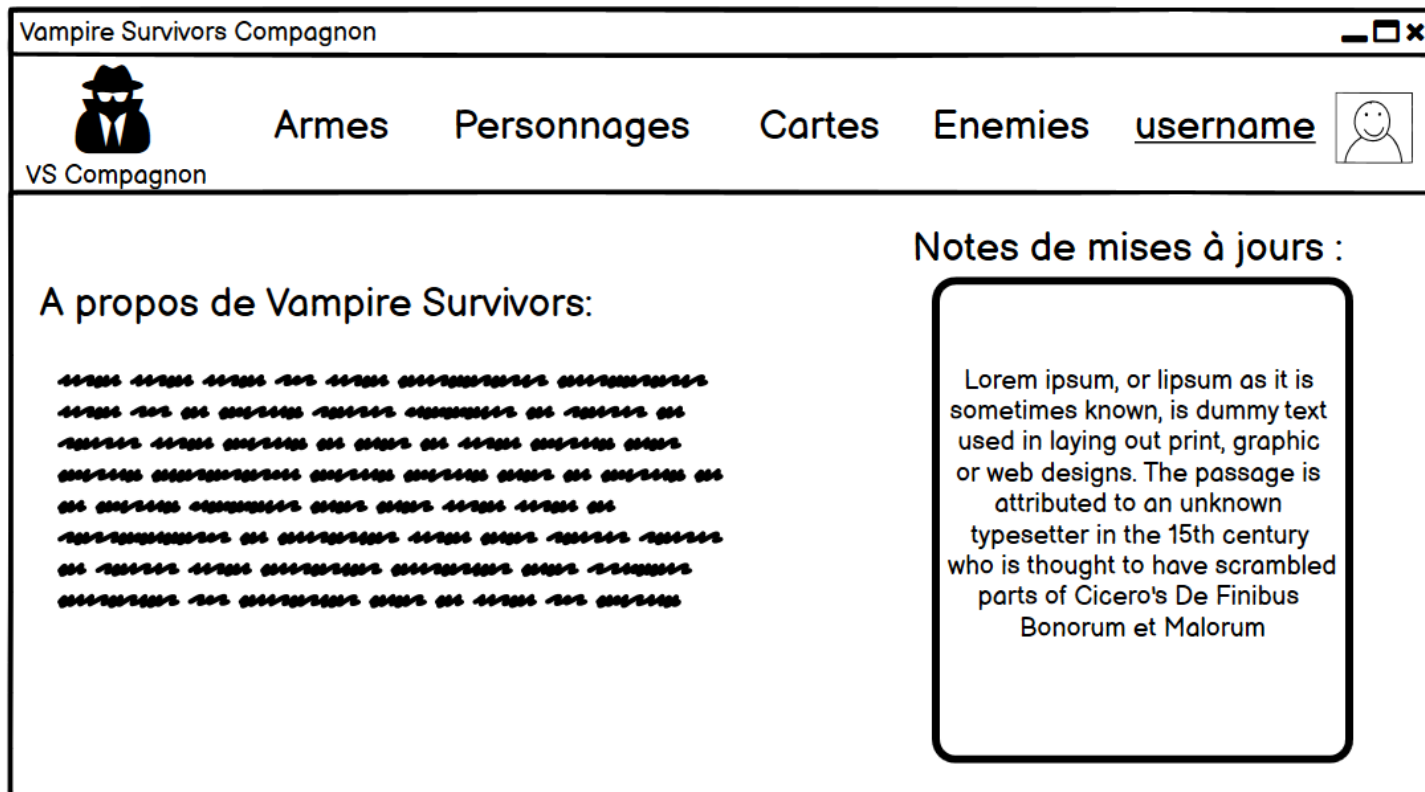 Vampire Survivors Compagnon
VS Compagnon
Armes
Personnages
Cartes
Enemies
username
A propos de Vampire Survivors:
Notes de mises à jours :
Lorem ipsum, or lipsum as it is
sometimes known, is dummy text
used in laying out print, graphic
or web designs. The passage is
attributed to an unknown
typesetter in the 15th century
who is thought to have scrambled
parts of Cicero's De Finibus
Bonorum et Malorum